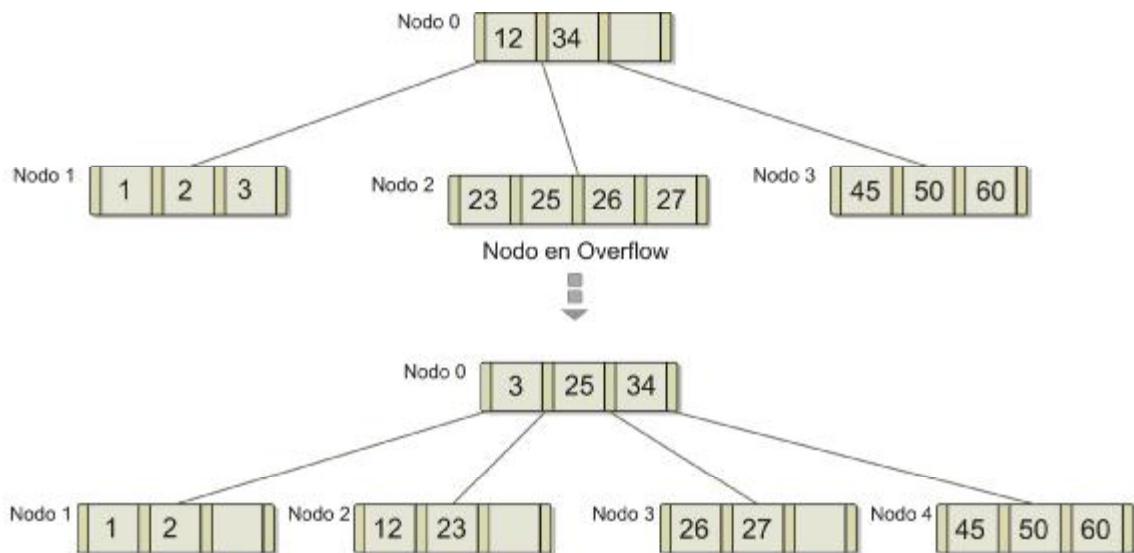 Nodo 0
12 34
Nodo 1
1 2 3
Nodo 2
23 25 26 27
Nodo 3
45 50 60
Nodo en Overflow
Nodo 0
3 25 34
Nodo 1
1 2
Nodo 2
12 23
Nodo 3
26 27
Nodo 4
45 50 60